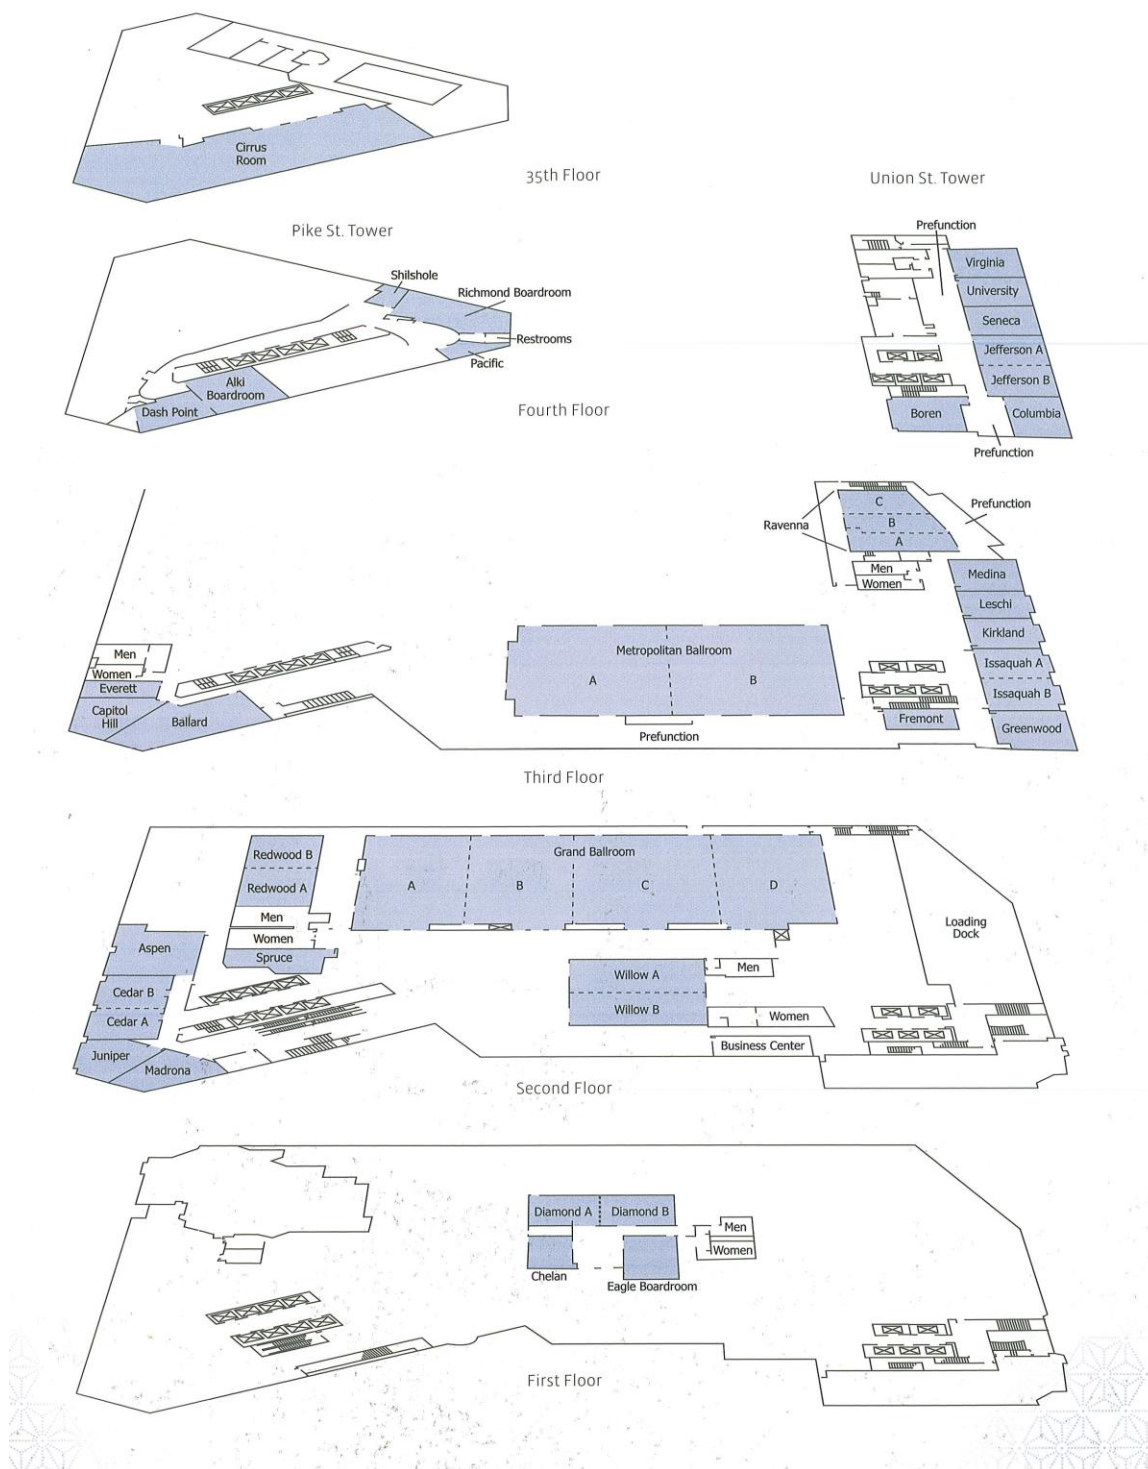 Cirrus
Room
35th Floor
Union St. Tower
Pike St. Tower
Prefunction
Shilshole
Richmond Boardroom
Restrooms
Pacific
Alki
Boardroom
Dash Point
Fourth Floor
Virginia
University
Seneca
Jefferson A
Jefferson B
Boren
Columbia
Prefunction
C
Prefunction
Ravenna
B
A
Men
Women
Medina
Leschi
Kirkland
Issaquah A
Issaquah B
Fremont
Greenwood
Men
Women
Everett
Capitol
Hill
Ballard
Metropolitan Ballroom
A
B
Prefunction
Third Floor
Redwood B
Redwood A
Men
Women
Spruce
Grand Ballroom
A
B
C
D
Loading
Dock
Aspen
Cedar B
Cedar A
Juniper
Madrona
Willow A
Willow B
Men
Women
Business Center
Second Floor
Diamond A
Diamond B
Men
Women
Chelan
Eagle Boardroom
First Floor